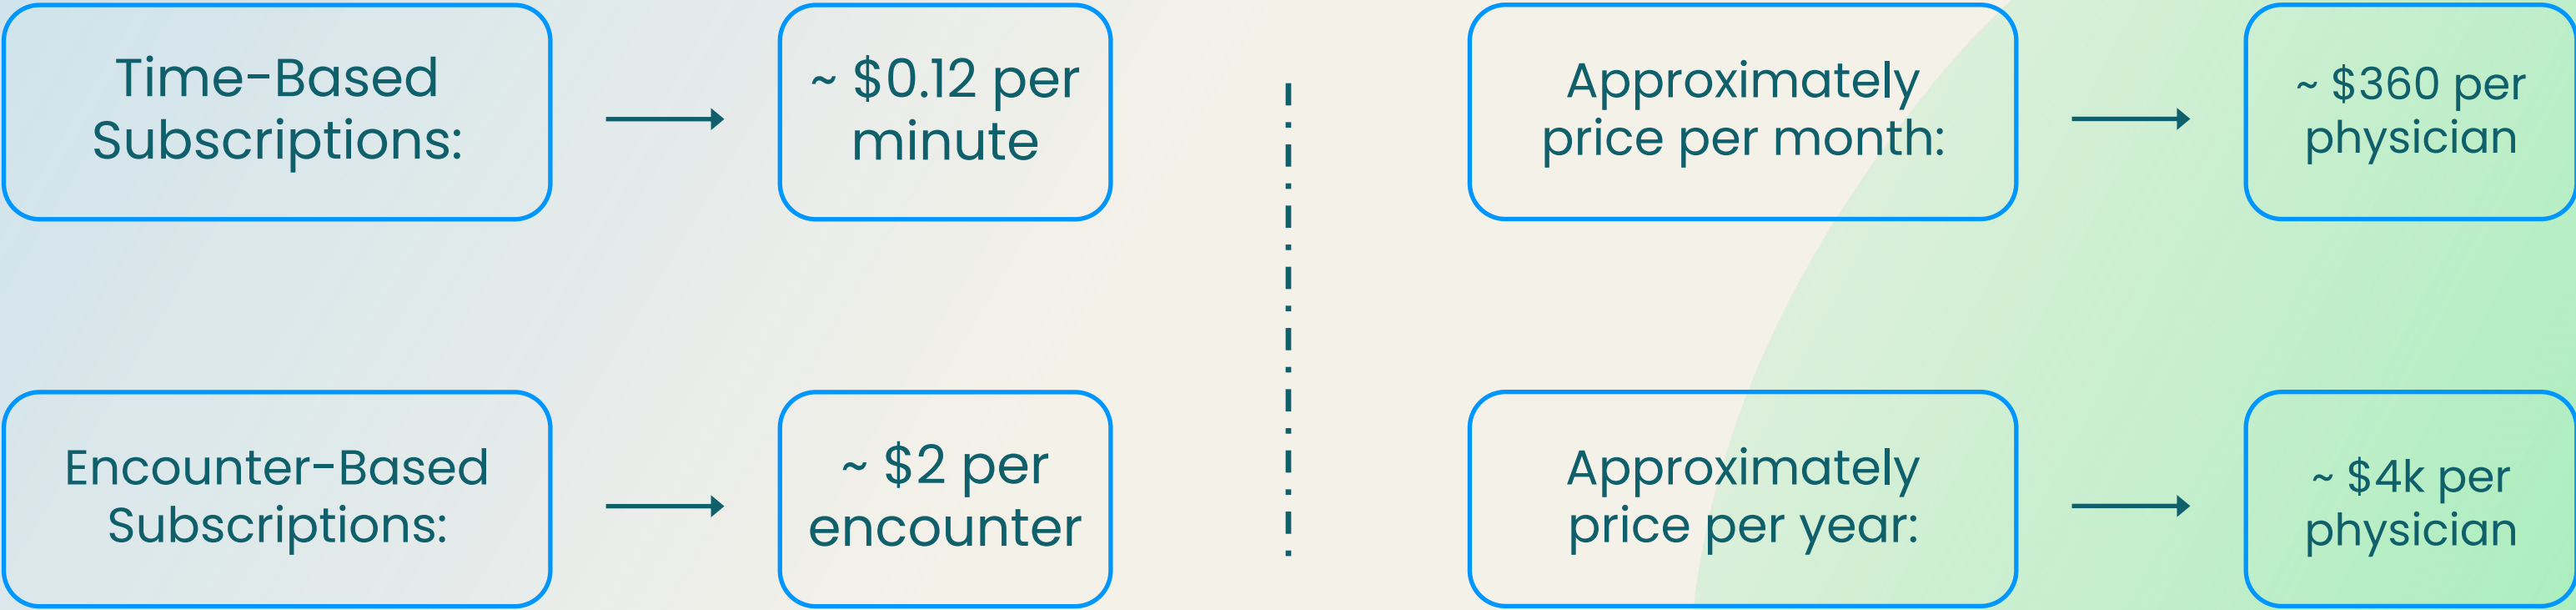 Time-Based
Subscriptions:
~ $0.12 per
minute
Approximately
price per month:
~ $360 per
physician
Encounter-Based
Subscriptions:
~ $2 per
encounter
Approximately
price per year:
~ $4k per
physician